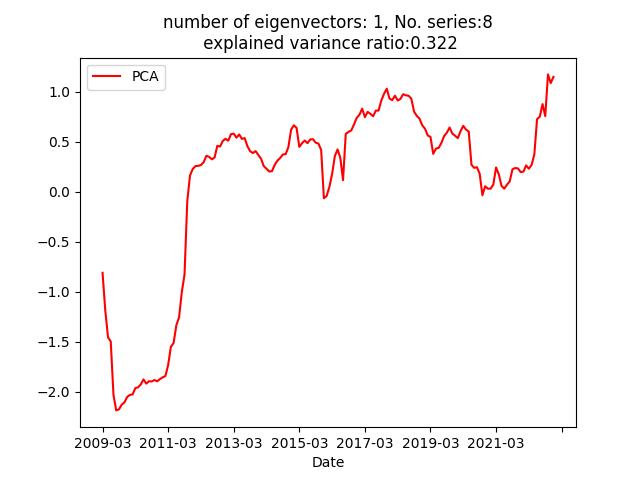 number of eigenvectors: 1, No. series:8
explained variance ratio:0.322
PCA
1.0
0.5
0.0
−0.5
−1.0
−1.5
−2.0
2009-03 2011-03 2013-03 2015-03 2017-03 2019-03 2021-03
Date